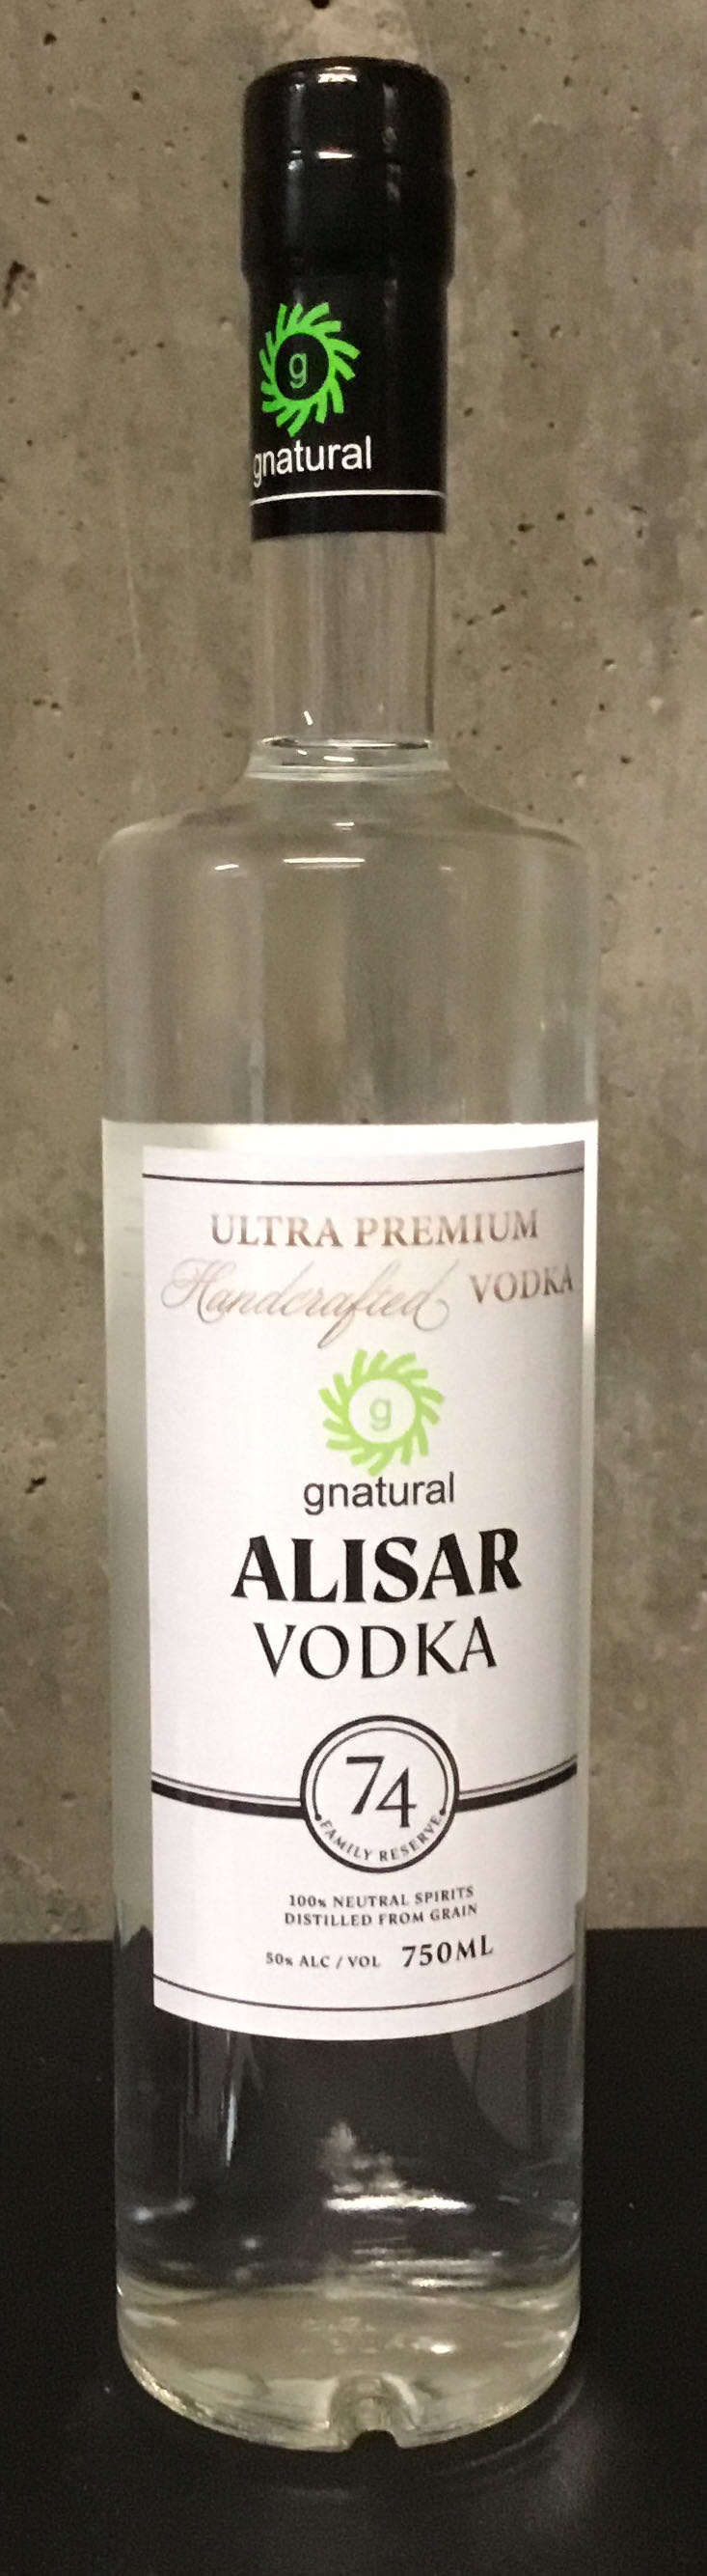 g
gnatural
ULTRA PREMIUM
Handcrafted VODKA
g
gnatural
ALISAR
VODKA
74
FAMILY RESERVE
100% NEUTRAL SPIRITS
DISTILLED FROM GRAIN
50% ALC / VOL 750ML